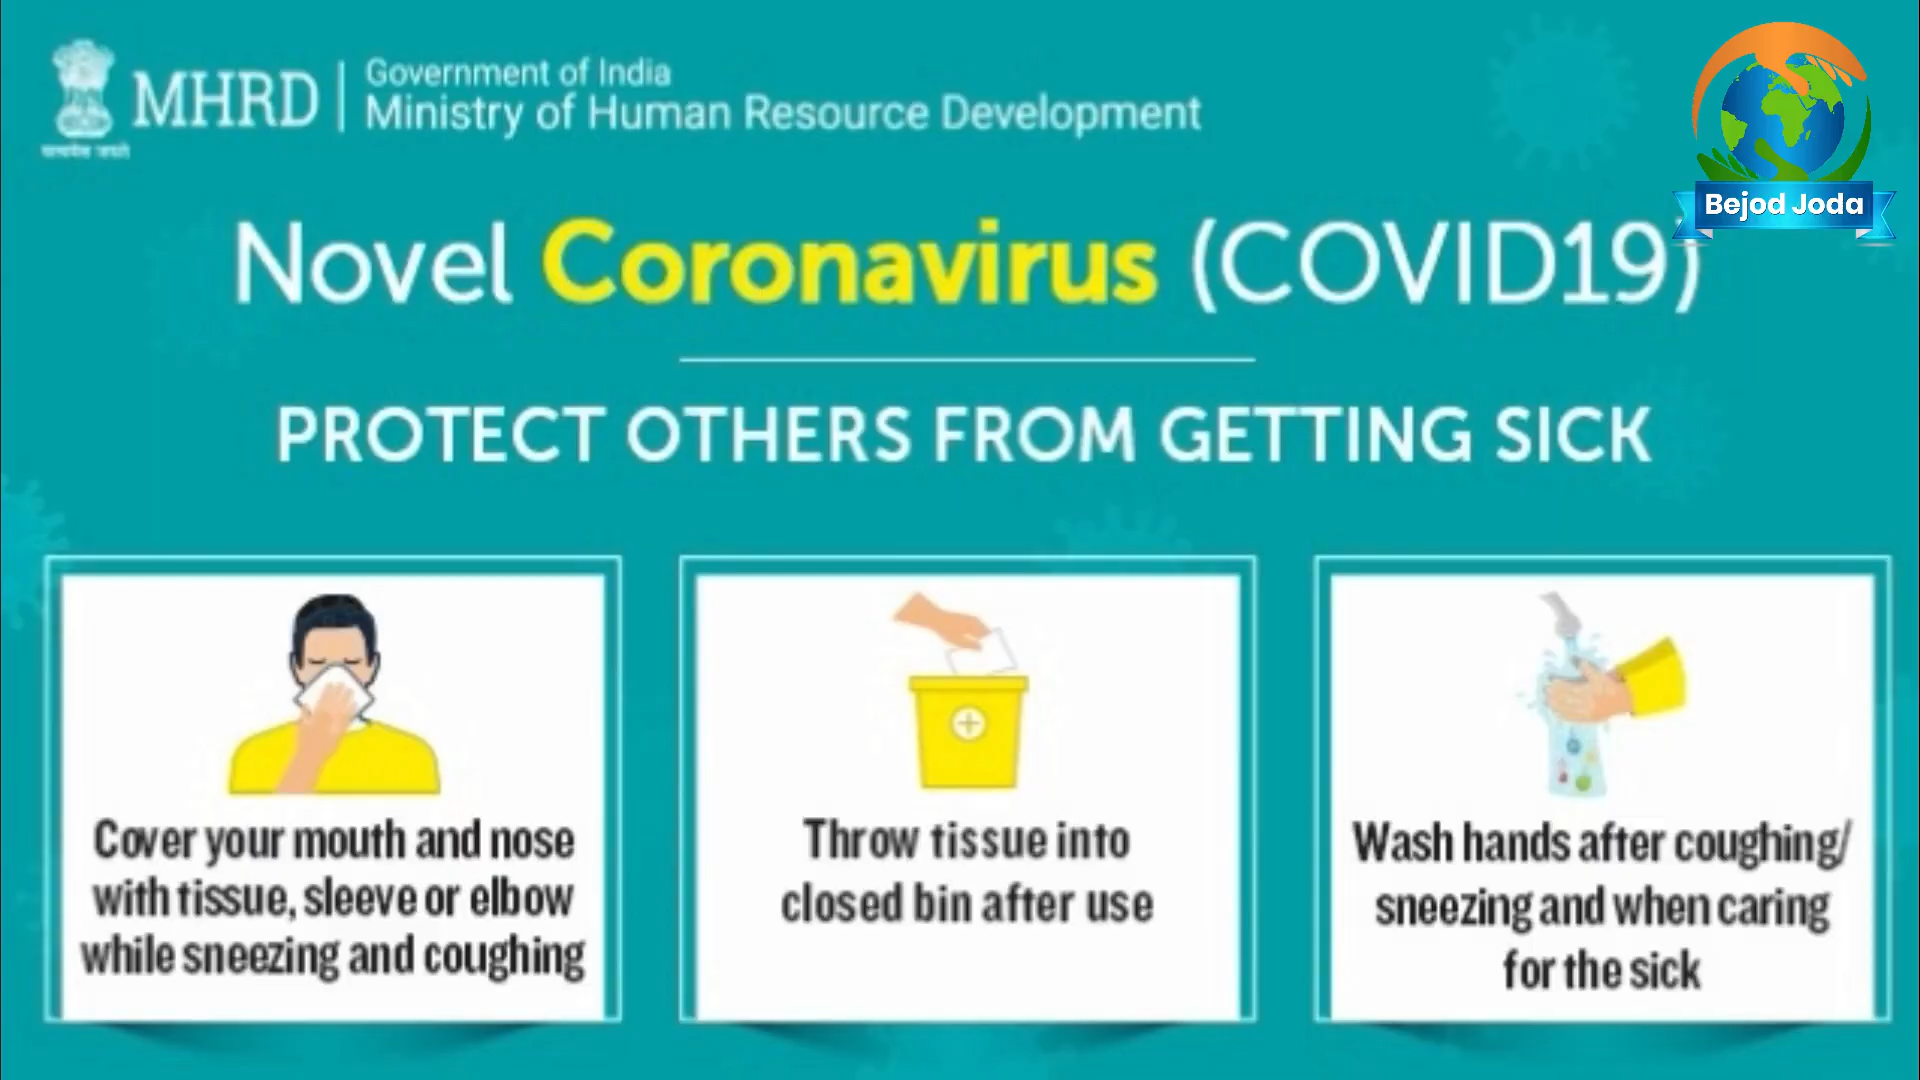 MHRD
Government of India
Ministry of Human Resource Development
Bejod Joda
Novel Coronavirus (COVID19)
PROTECT OTHERS FROM GETTING SICK
Cover your mouth and nose
with tissue, sleeve or elbow
while sneezing and coughing
Throw tissue into
closed bin after use
Wash hands after coughing/
sneezing and when caring
for the sick